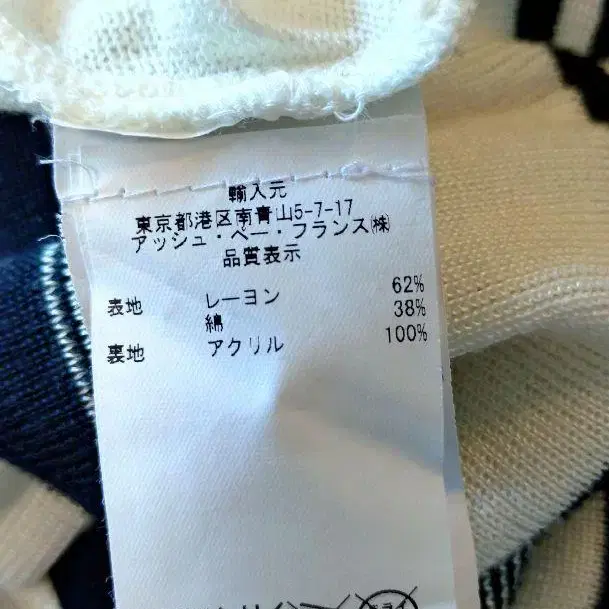 輸入元
東京都港区南青山5-7-17
アッシュ・ペー・フランス㈱
品質表示
表地 レーヨン 62%
綿 38%
裏地 アクリル 100%